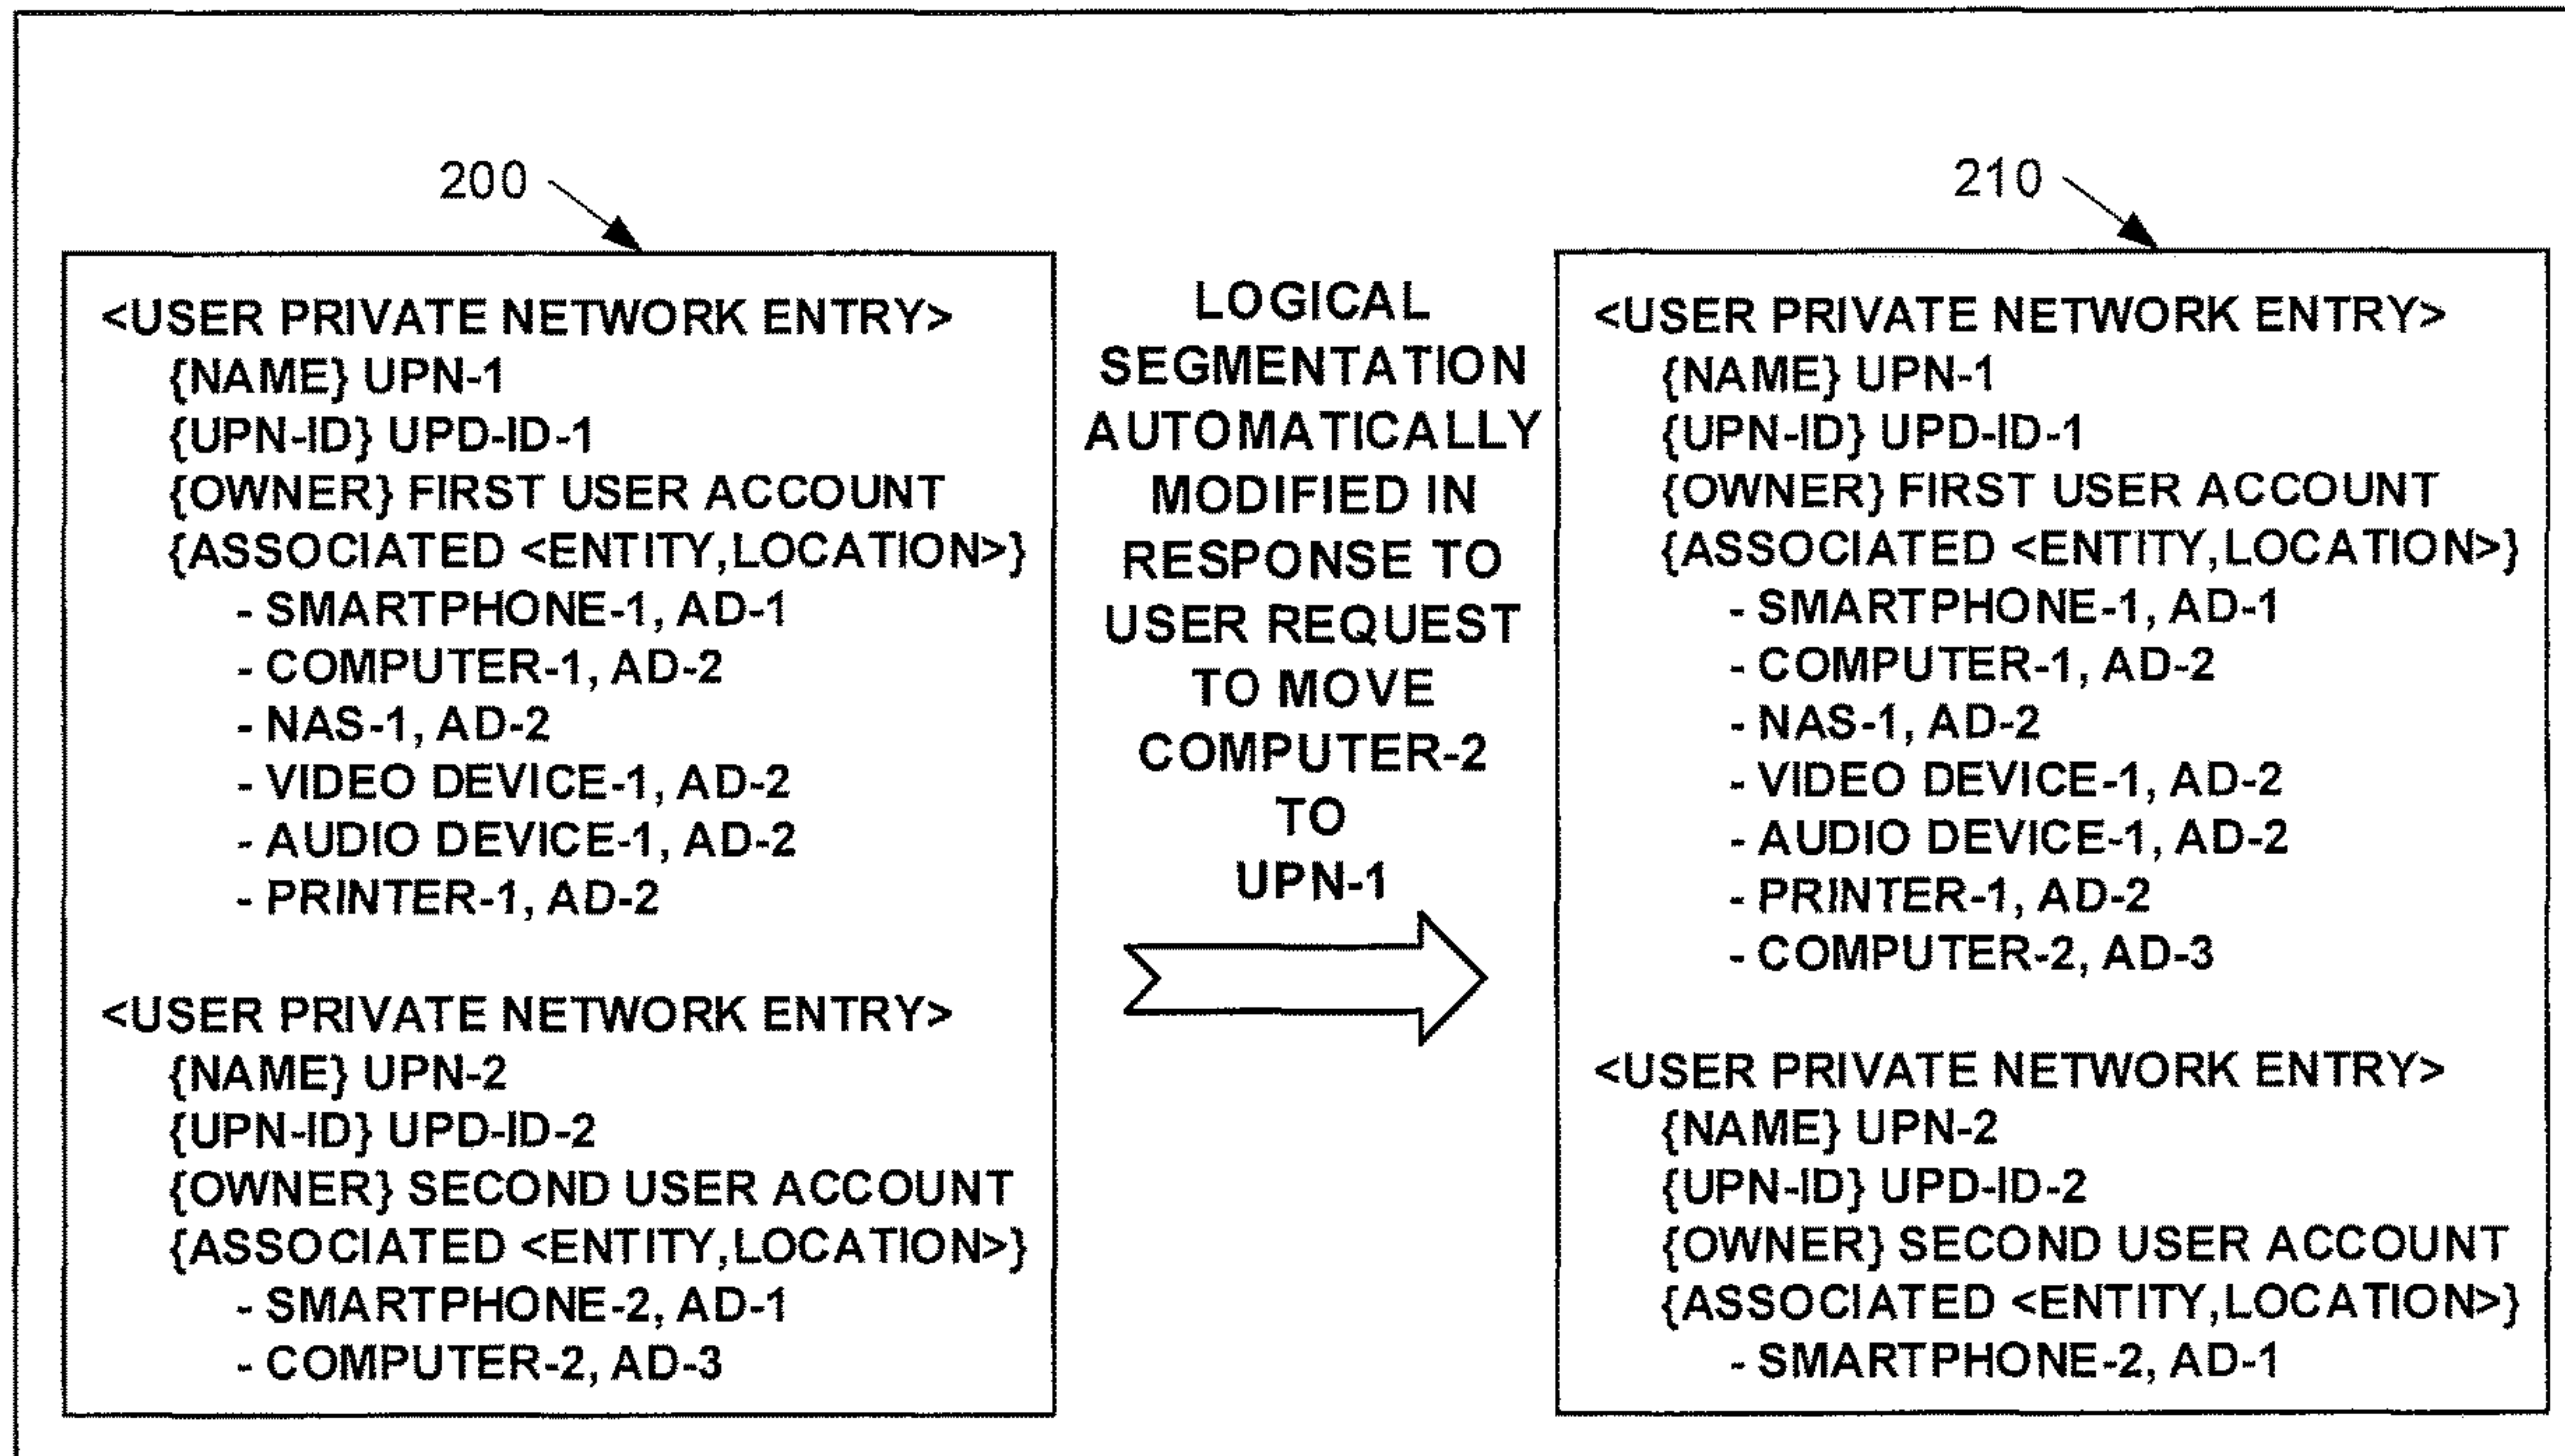 200
<USER PRIVATE NETWORK ENTRY>
{NAME} UPN-1
{UPN-ID} UPD-ID-1
{OWNER} FIRST USER ACCOUNT
{ASSOCIATED <ENTITY,LOCATION>}
- SMARTPHONE-1, AD-1
- COMPUTER-1, AD-2
- NAS-1, AD-2
- VIDEO DEVICE-1, AD-2
- AUDIO DEVICE-1, AD-2
- PRINTER-1, AD-2
<USER PRIVATE NETWORK ENTRY>
{NAME} UPN-2
{UPN-ID} UPD-ID-2
{OWNER} SECOND USER ACCOUNT
{ASSOCIATED <ENTITY,LOCATION>}
- SMARTPHONE-2, AD-1
- COMPUTER-2, AD-3
LOGICAL
SEGMENTATION
AUTOMATICALLY
MODIFIED IN
RESPONSE TO
USER REQUEST
TO MOVE
COMPUTER-2
TO
UPN-1
210
<USER PRIVATE NETWORK ENTRY>
{NAME} UPN-1
{UPN-ID} UPD-ID-1
{OWNER} FIRST USER ACCOUNT
{ASSOCIATED <ENTITY,LOCATION>}
- SMARTPHONE-1, AD-1
- COMPUTER-1, AD-2
- NAS-1, AD-2
- VIDEO DEVICE-1, AD-2
- AUDIO DEVICE-1, AD-2
- PRINTER-1, AD-2
- COMPUTER-2, AD-3
<USER PRIVATE NETWORK ENTRY>
{NAME} UPN-2
{UPN-ID} UPD-ID-2
{OWNER} SECOND USER ACCOUNT
{ASSOCIATED <ENTITY,LOCATION>}
- SMARTPHONE-2, AD-1